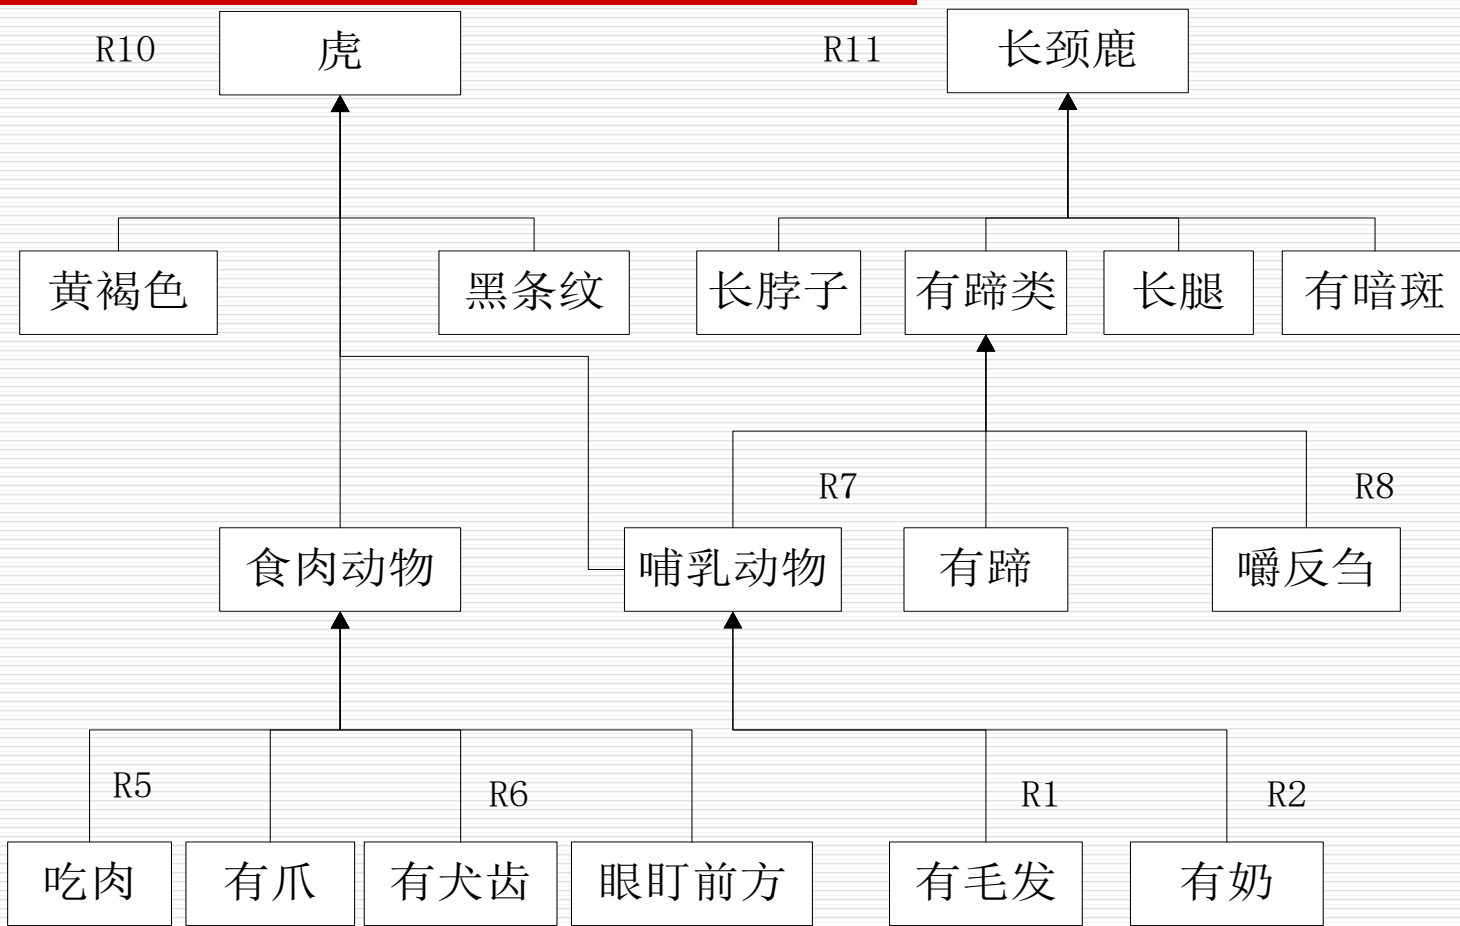 R10
虎
R11
长颈鹿
黄褐色
黑条纹
长脖子
有蹄类
长腿
有暗斑
R7
R8
食肉动物
哺乳动物
有蹄
嚼反刍
R5
R6
R1
R2
吃肉
有爪
有犬齿
眼盯前方
有毛发
有奶